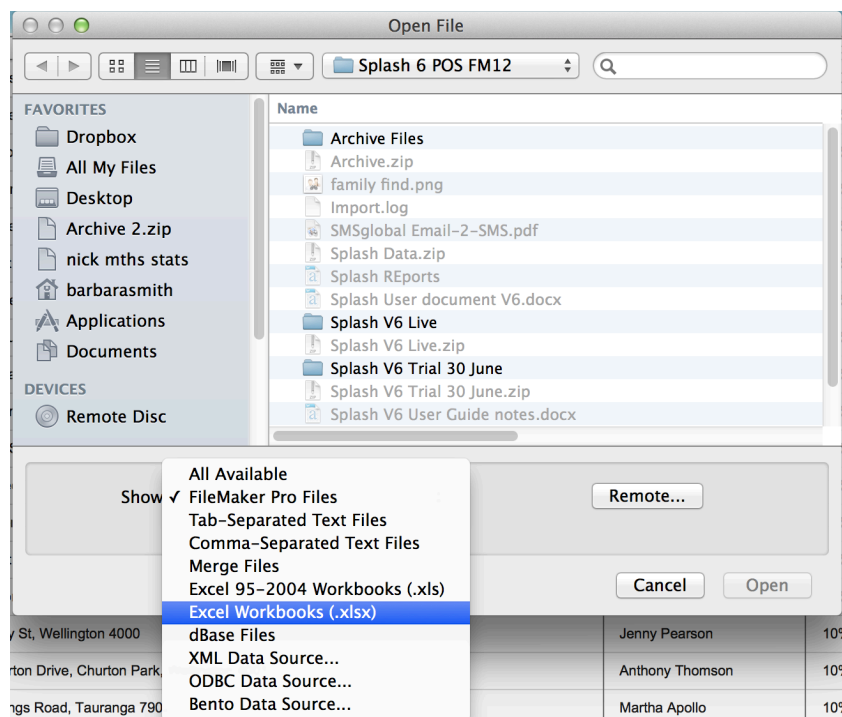 Open File
Splash 6 POS FM12
FAVORITES
Dropbox
All My Files
Desktop
Archive 2.zip
nick mths stats
barbarasmith
Applications
Documents
DEVICES
Remote Disc
Name
Archive Files
Archive.zip
family find.png
Import.log
SMSglobal Email-2-SMS.pdf
Splash Data.zip
Splash REports
Splash User document V6.docx
Splash V6 Live
Splash V6 Live.zip
Splash V6 Trial 30 June
Splash V6 Trial 30 June.zip
Splash V6 User Guide notes.docx
Show ✓ FileMaker Pro Files
All Available
Tab-Separated Text Files
Comma-Separated Text Files
Merge Files
Excel 95-2004 Workbooks (.xls)
Excel Workbooks (.xlsx)
dBase Files
XML Data Source...
ODBC Data Source...
Bento Data Source...
Remote...
Cancel
Open
y St, Wellington 4000
Jenny Pearson
10%
rton Drive, Churton Park,
Anthony Thomson
10%
ngs Road, Tauranga 790
Martha Apollo
10%